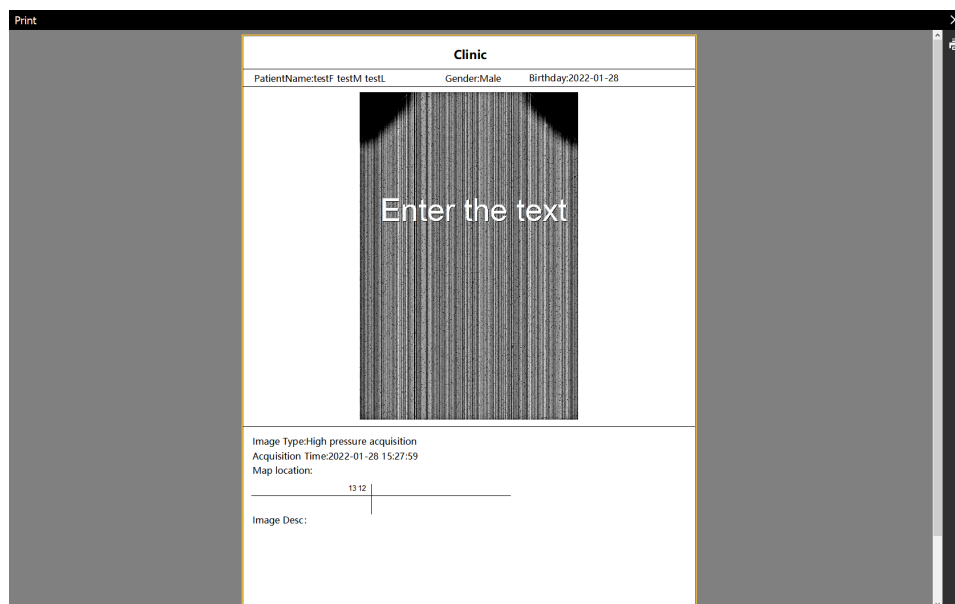 Print
Clinic
PatientName:testF testM testL Gender:Male Birthday:2022-01-28
Enter the text
Image Type:High pressure acquisition
Acquisition Time:2022-01-28 15:27:59
Map location:
13 12
Image Desc: